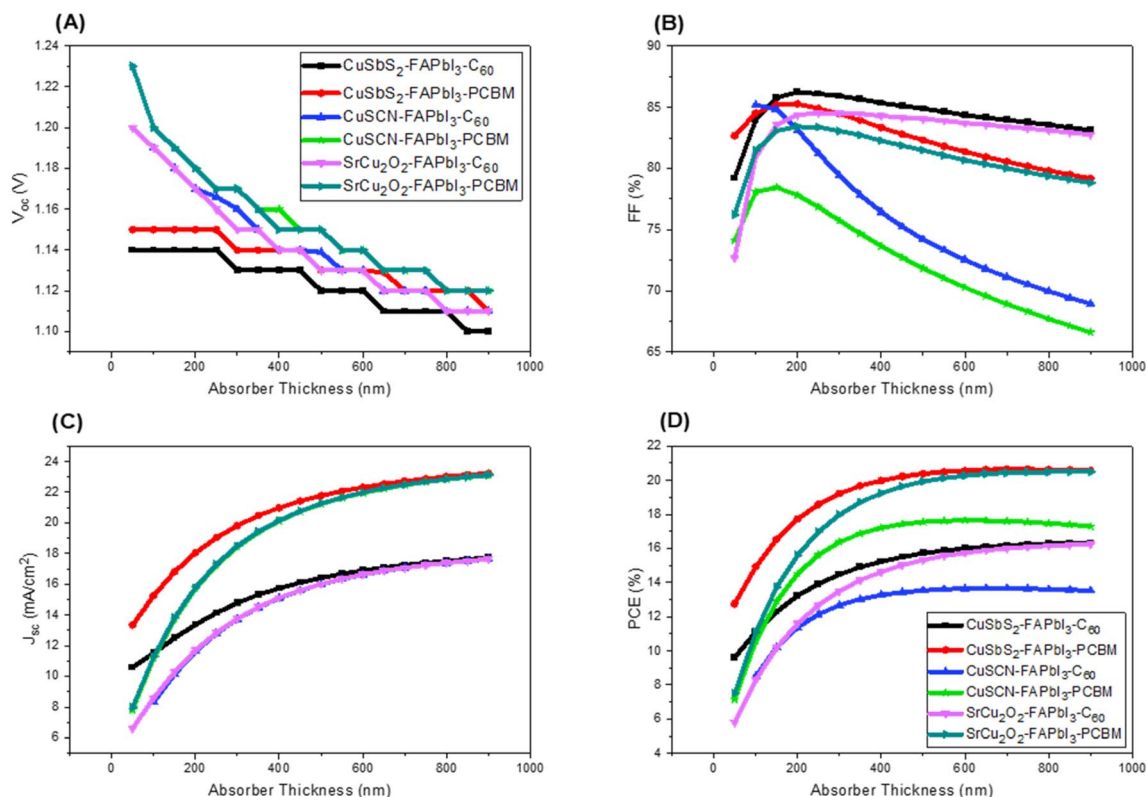 (A)
1.24
1.22
1.20
1.18
1.16
1.14
1.12
1.10
V_oc (V)
CuSbS₂-FAPbI₃-C₆₀
CuSbS₂-FAPbI₃-PCBM
CuSCN-FAPbI₃-C₆₀
CuSCN-FAPbI₃-PCBM
SrCu₂O₂-FAPbI₃-C₆₀
SrCu₂O₂-FAPbI₃-PCBM
0 200 400 600 800 1000
Absorber Thickness (nm)
(B)
90
85
80
75
70
65
FF (%)
0 200 400 600 800 1000
Absorber Thickness (nm)
(C)
24
22
20
18
16
14
12
10
8
6
J_sc (mA/cm²)
0 200 400 600 800 1000
Absorber Thickness (nm)
(D)
22
20
18
16
14
12
10
8
6
4
PCE (%)
CuSbS₂-FAPbI₃-C₆₀
CuSbS₂-FAPbI₃-PCBM
CuSCN-FAPbI₃-C₆₀
CuSCN-FAPbI₃-PCBM
SrCu₂O₂-FAPbI₃-C₆₀
SrCu₂O₂-FAPbI₃-PCBM
0 200 400 600 800 1000
Absorber Thickness (nm)